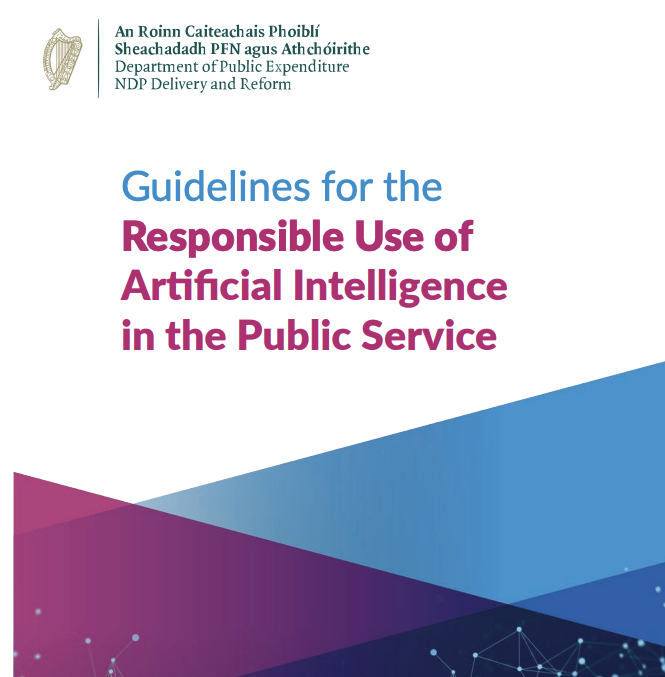 An Roinn Caiteachais Phoiblí
Sheachadadh PFN agus Athchóirithe
Department of Public Expenditure
NDP Delivery and Reform
Guidelines for the
Responsible Use of
Artificial Intelligence
in the Public Service